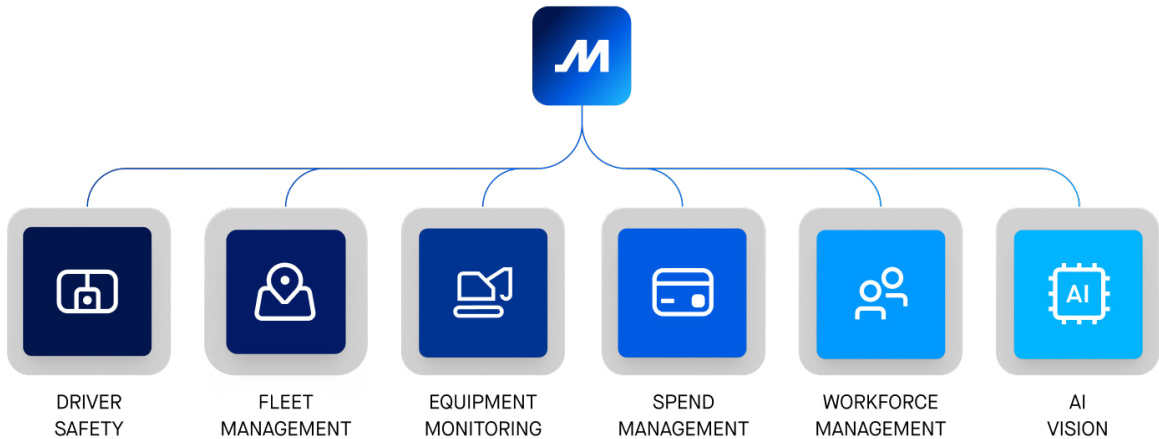 M
AI
DRIVER
SAFETY
FLEET
MANAGEMENT
EQUIPMENT
MONITORING
SPEND
MANAGEMENT
WORKFORCE
MANAGEMENT
AI
VISION